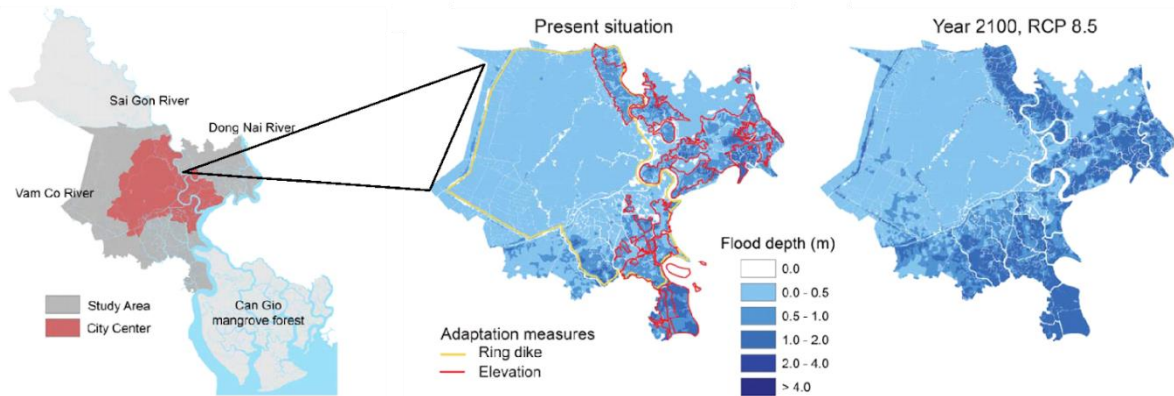 Sai Gon River
Dong Nai River
Vam Co River
Study Area
City Center
Can Gio
mangrove forest
Present situation
Adaptation measures
Ring dike
Elevation
Flood depth (m)
0.0
0.0 - 0.5
0.5 - 1.0
1.0 - 2.0
2.0 - 4.0
> 4.0
Year 2100, RCP 8.5